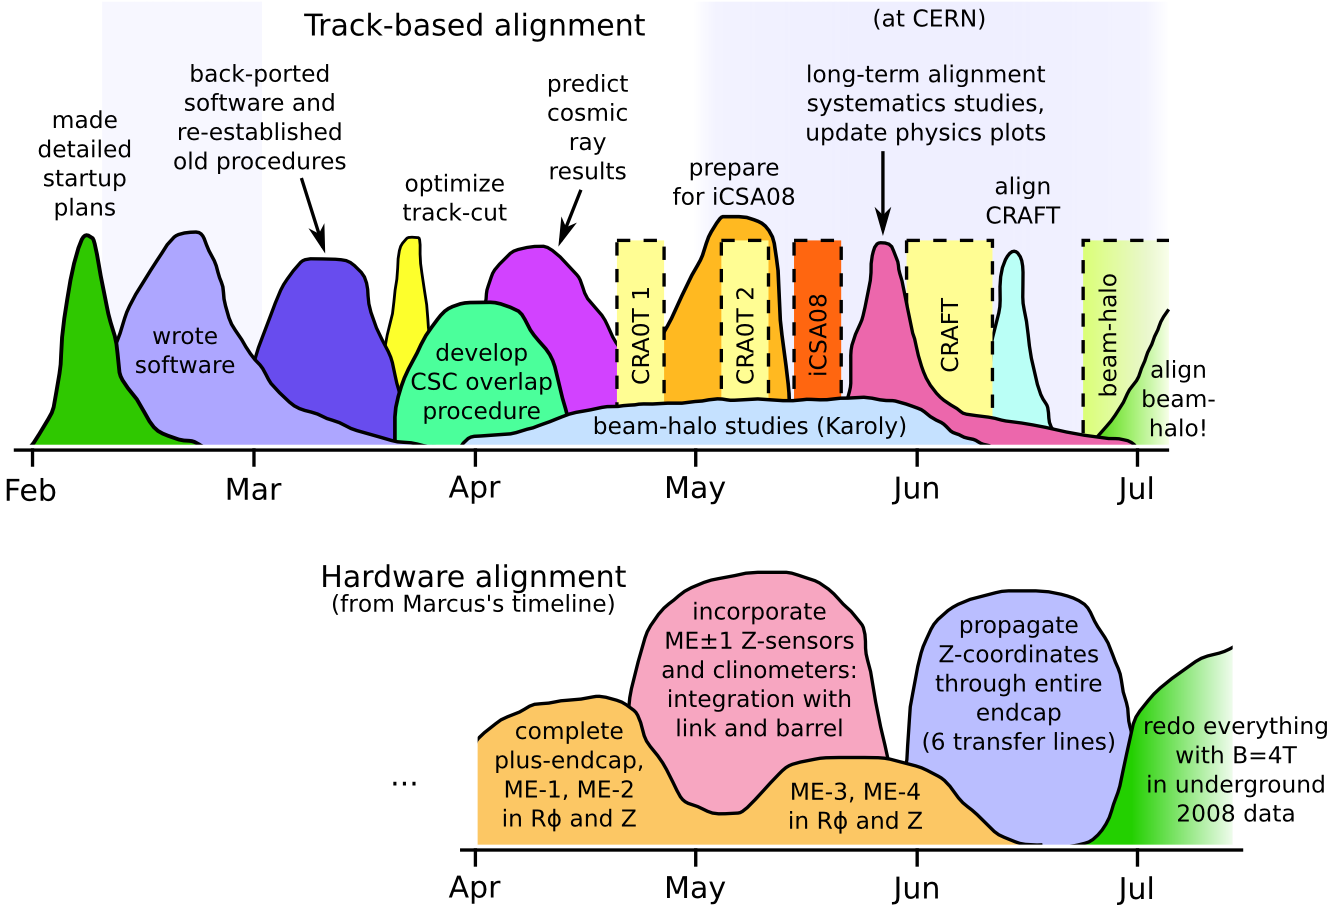 Track-based alignment
(at CERN)
made
detailed
startup
plans
back-ported
software and
re-established
old procedures
optimize
track-cut
predict
cosmic
ray
results
prepare
for iCSA08
long-term alignment
systematics studies,
update physics plots
align
CRAFT
wrote
software
develop
CSC overlap
procedure
CRA0T 1
CRA0T 2
iCSA08
CRAFT
beam-halo
align
beam-
halo!
beam-halo studies (Karoly)
Feb
Mar
Apr
May
Jun
Jul
Hardware alignment
(from Marcus's timeline)
...
complete
plus-endcap,
ME-1, ME-2
in Rϕ and Z
incorporate
ME±1 Z-sensors
and clinometers:
integration with
link and barrel
ME-3, ME-4
in Rϕ and Z
propagate
Z-coordinates
through entire
endcap
(6 transfer lines)
redo everything
with B=4T
in underground
2008 data
Apr
May
Jun
Jul